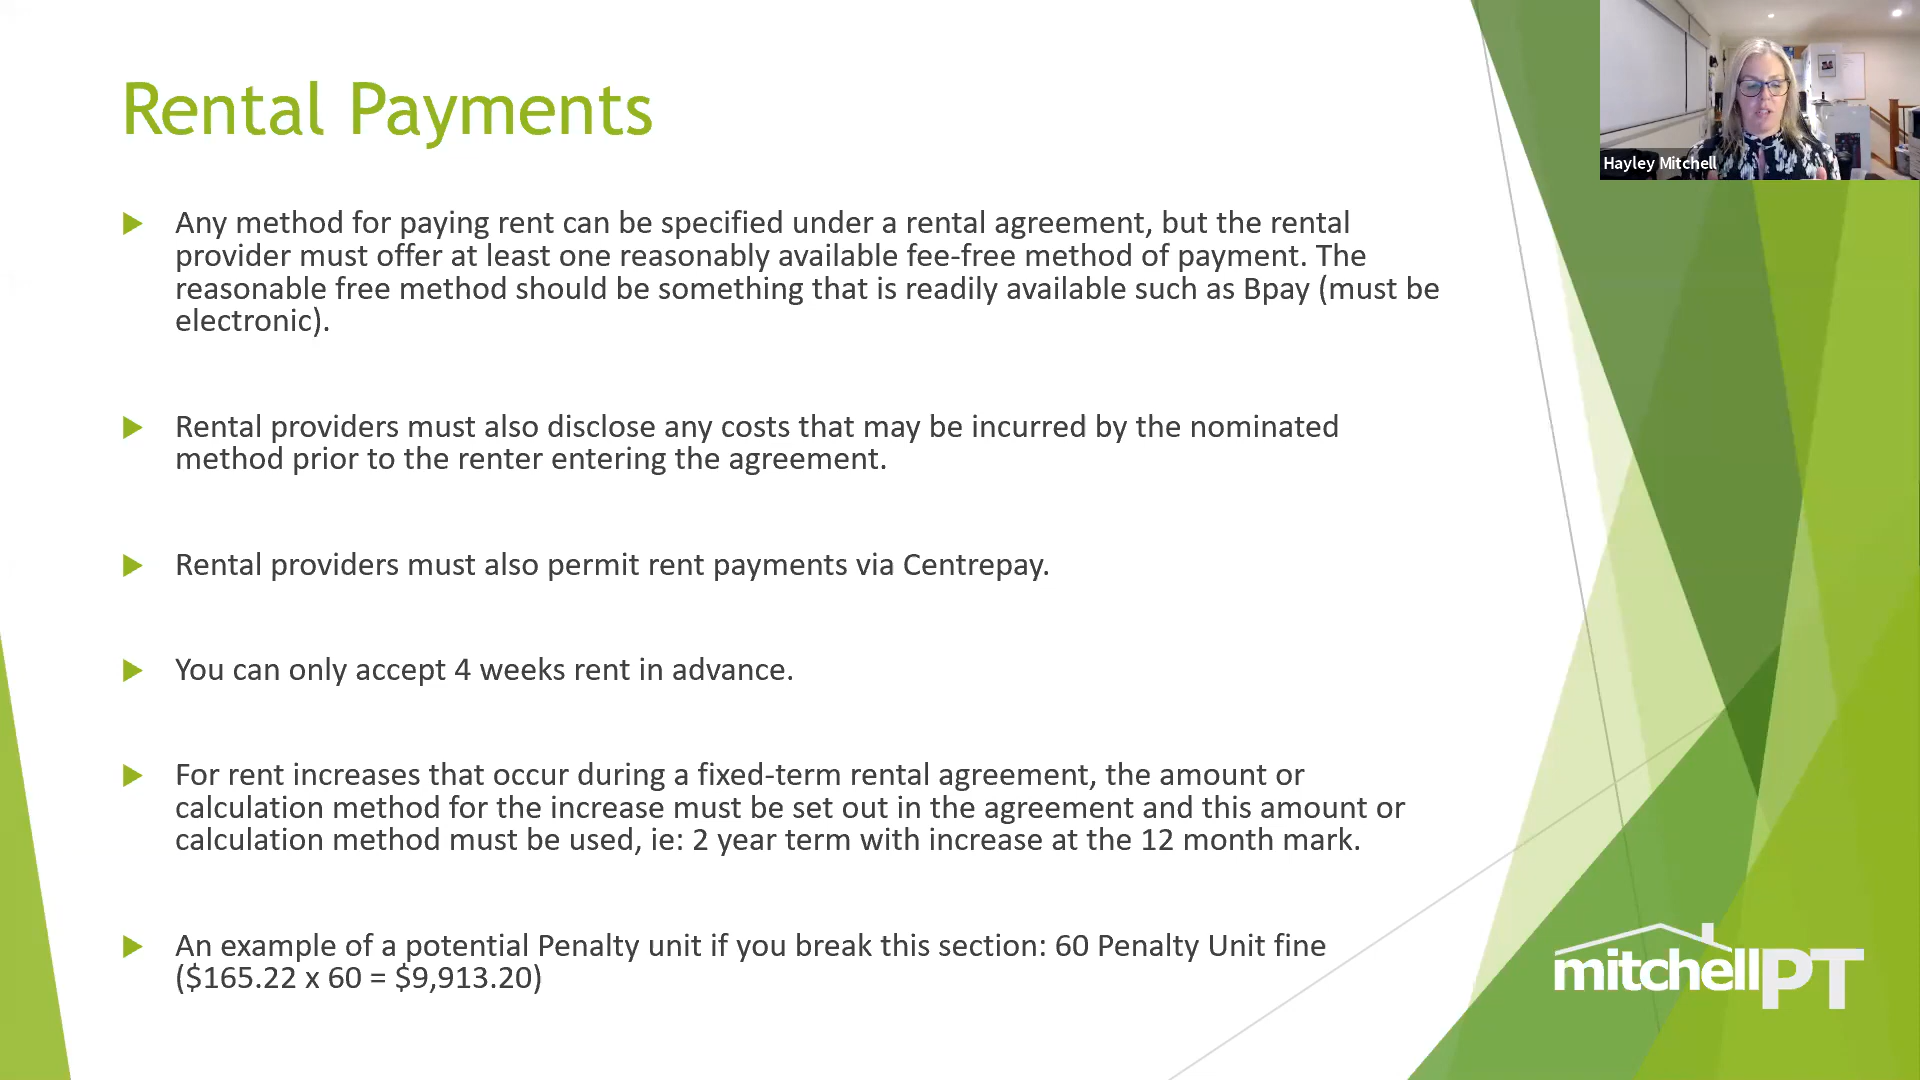 Rental Payments
Hayley Mitchell
Any method for paying rent can be specified under a rental agreement, but the rental
provider must offer at least one reasonably available fee-free method of payment. The
reasonable free method should be something that is readily available such as Bpay (must be
electronic).
Rental providers must also disclose any costs that may be incurred by the nominated
method prior to the renter entering the agreement.
Rental providers must also permit rent payments via Centrepay.
You can only accept 4 weeks rent in advance.
For rent increases that occur during a fixed-term rental agreement, the amount or
calculation method for the increase must be set out in the agreement and this amount or
calculation method must be used, ie: 2 year term with increase at the 12 month mark.
An example of a potential Penalty unit if you break this section: 60 Penalty Unit fine
($165.22 x 60 = $9,913.20)
mitchellPT